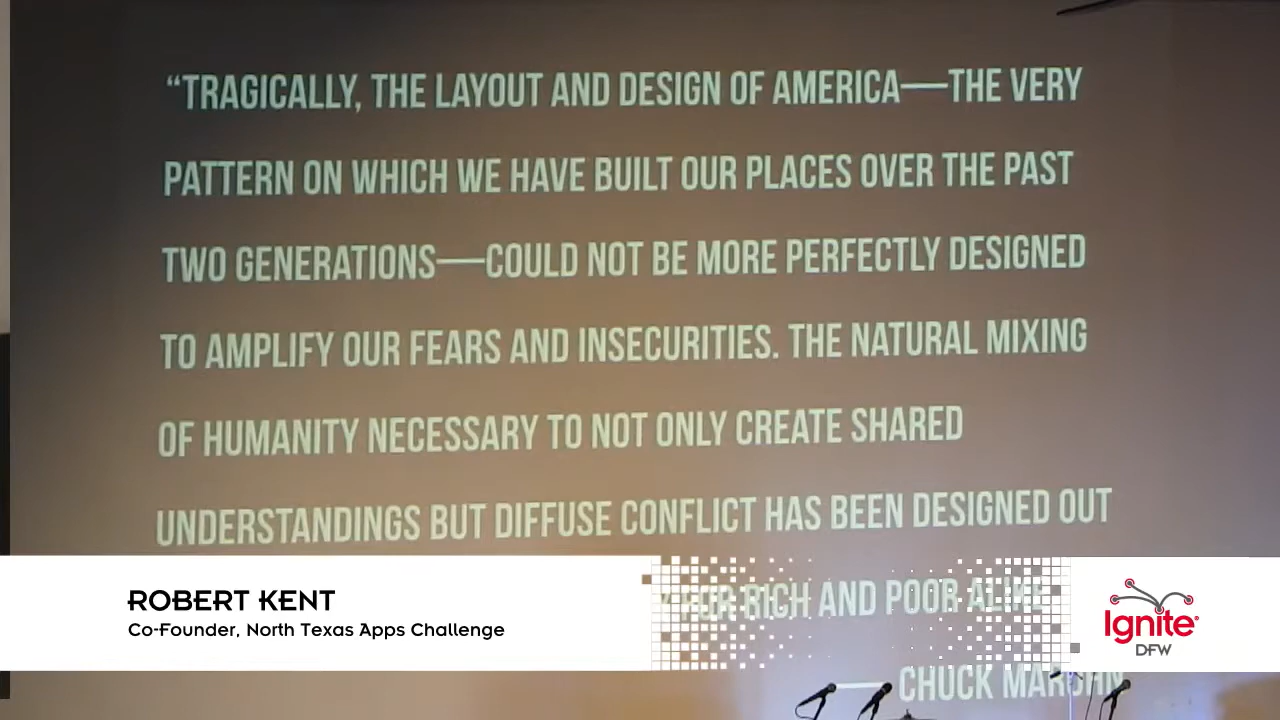 “TRAGICALLY, THE LAYOUT AND DESIGN OF AMERICA—THE VERY
PATTERN ON WHICH WE HAVE BUILT OUR PLACES OVER THE PAST
TWO GENERATIONS—COULD NOT BE MORE PERFECTLY DESIGNED
TO AMPLIFY OUR FEARS AND INSECURITIES. THE NATURAL MIXING
OF HUMANITY NECESSARY TO NOT ONLY CREATE SHARED
UNDERSTANDINGS BUT DIFFUSE CONFLICT HAS BEEN DESIGNED OUT
FOR RICH AND POOR ALIKE
— CHUCK MAROHN
ROBERT KENT
Co-Founder, North Texas Apps Challenge
Ignite
DFW